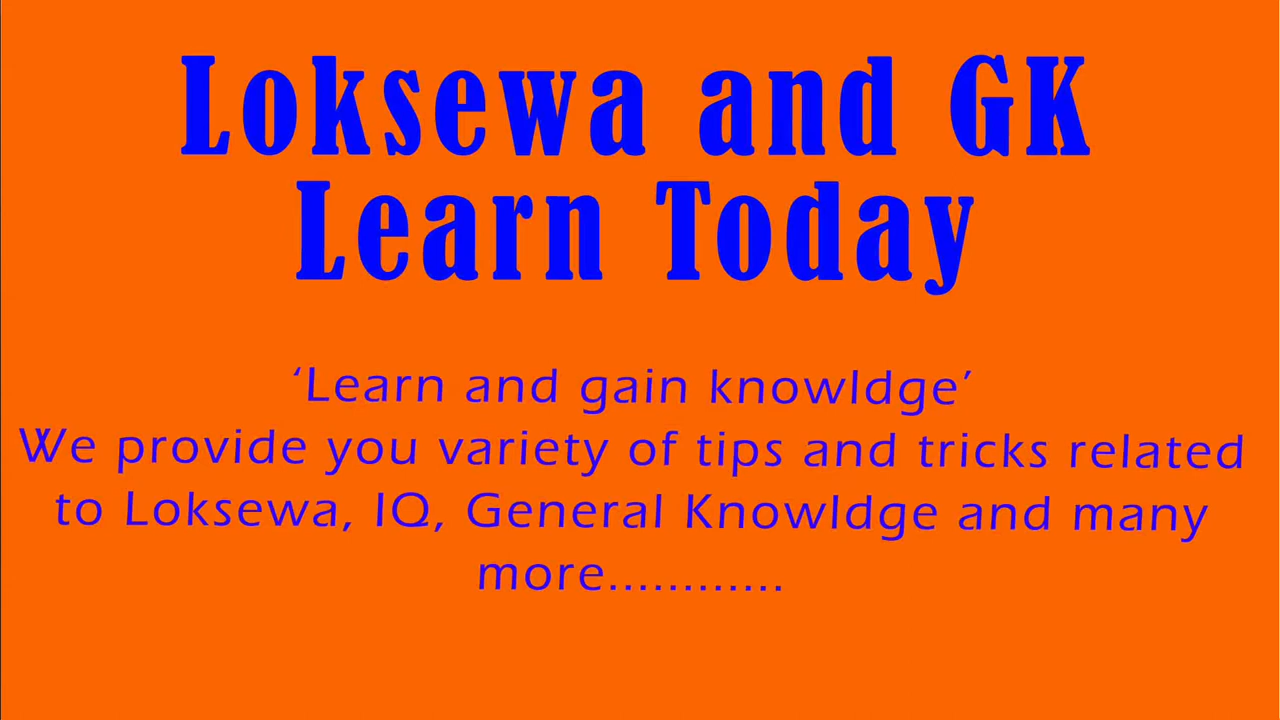 Loksewa and GK
Learn Today
‘Learn and gain knowldge’
We provide you variety of tips and tricks related
to Loksewa, IQ, General Knowldge and many
more............